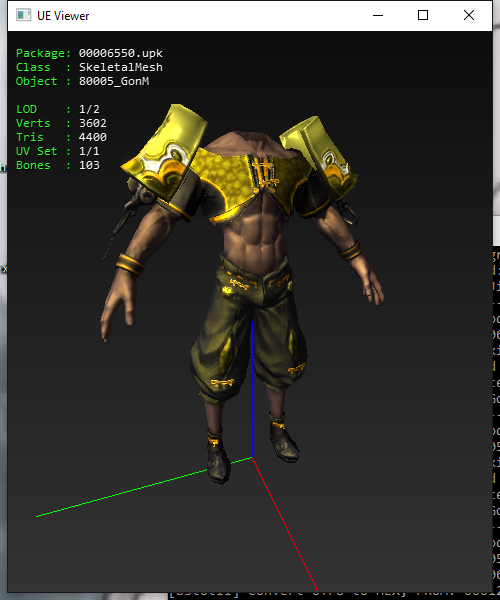 UE Viewer
Package: 00006550.upk
Class : SkeletalMesh
Object : 80005_GonM
LOD : 1/2
Verts : 3602
Tris : 4400
UV Set : 1/1
Bones : 103